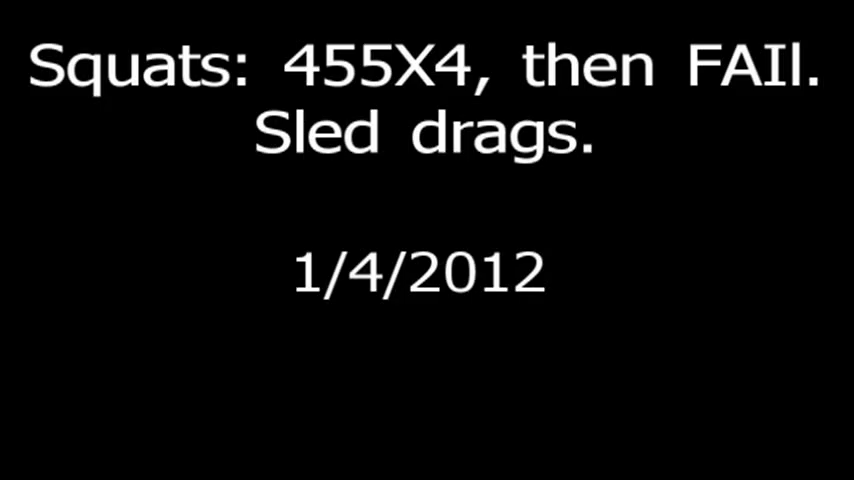 Squats: 455X4, then FAIl.
Sled drags.
1/4/2012